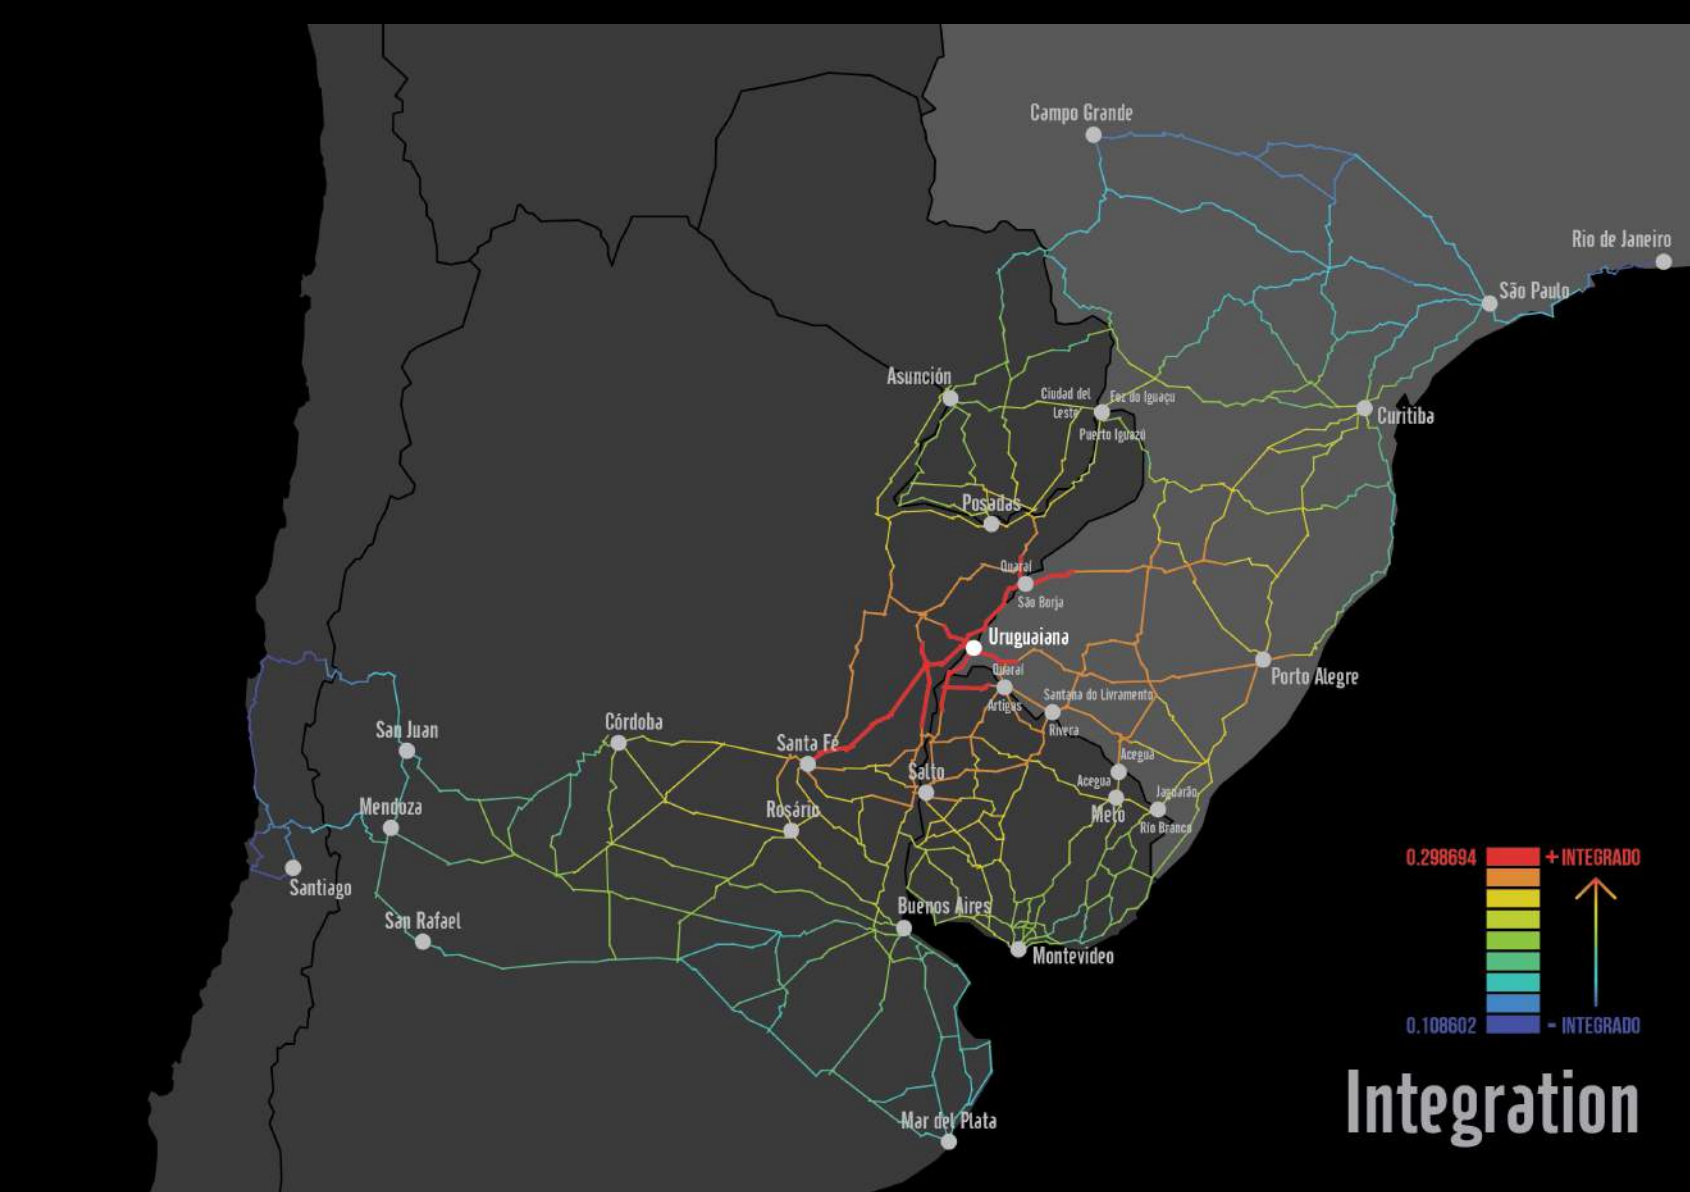 Campo Grande
Rio de Janeiro
São Paulo
Asunción
Ciudad del
Leste
Foz do Iguaçu
Puerto Iguazú
Curitiba
Posadas
Quaraí
São Borja
Uruguaiana
Quaraí
Artigas
Santana do Livramento
Rivera
Porto Alegre
San Juan
Córdoba
Santa Fé
Salto
Acegua
Acegua
Melo
Jaguarão
Rio Branco
Mendoza
Rosário
Santiago
San Rafael
Buenos Aires
Montevideo
Mar del Plata
0.298694
+ INTEGRADO
0.108602
- INTEGRADO
Integration